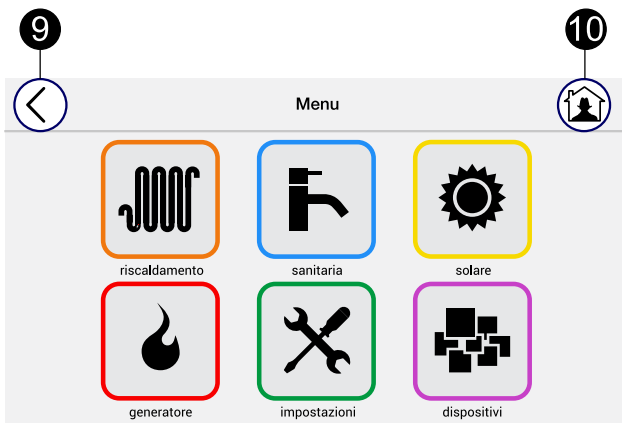 9 10
Menu
riscaldamento sanitaria solare
generatore impostazioni dispositivi